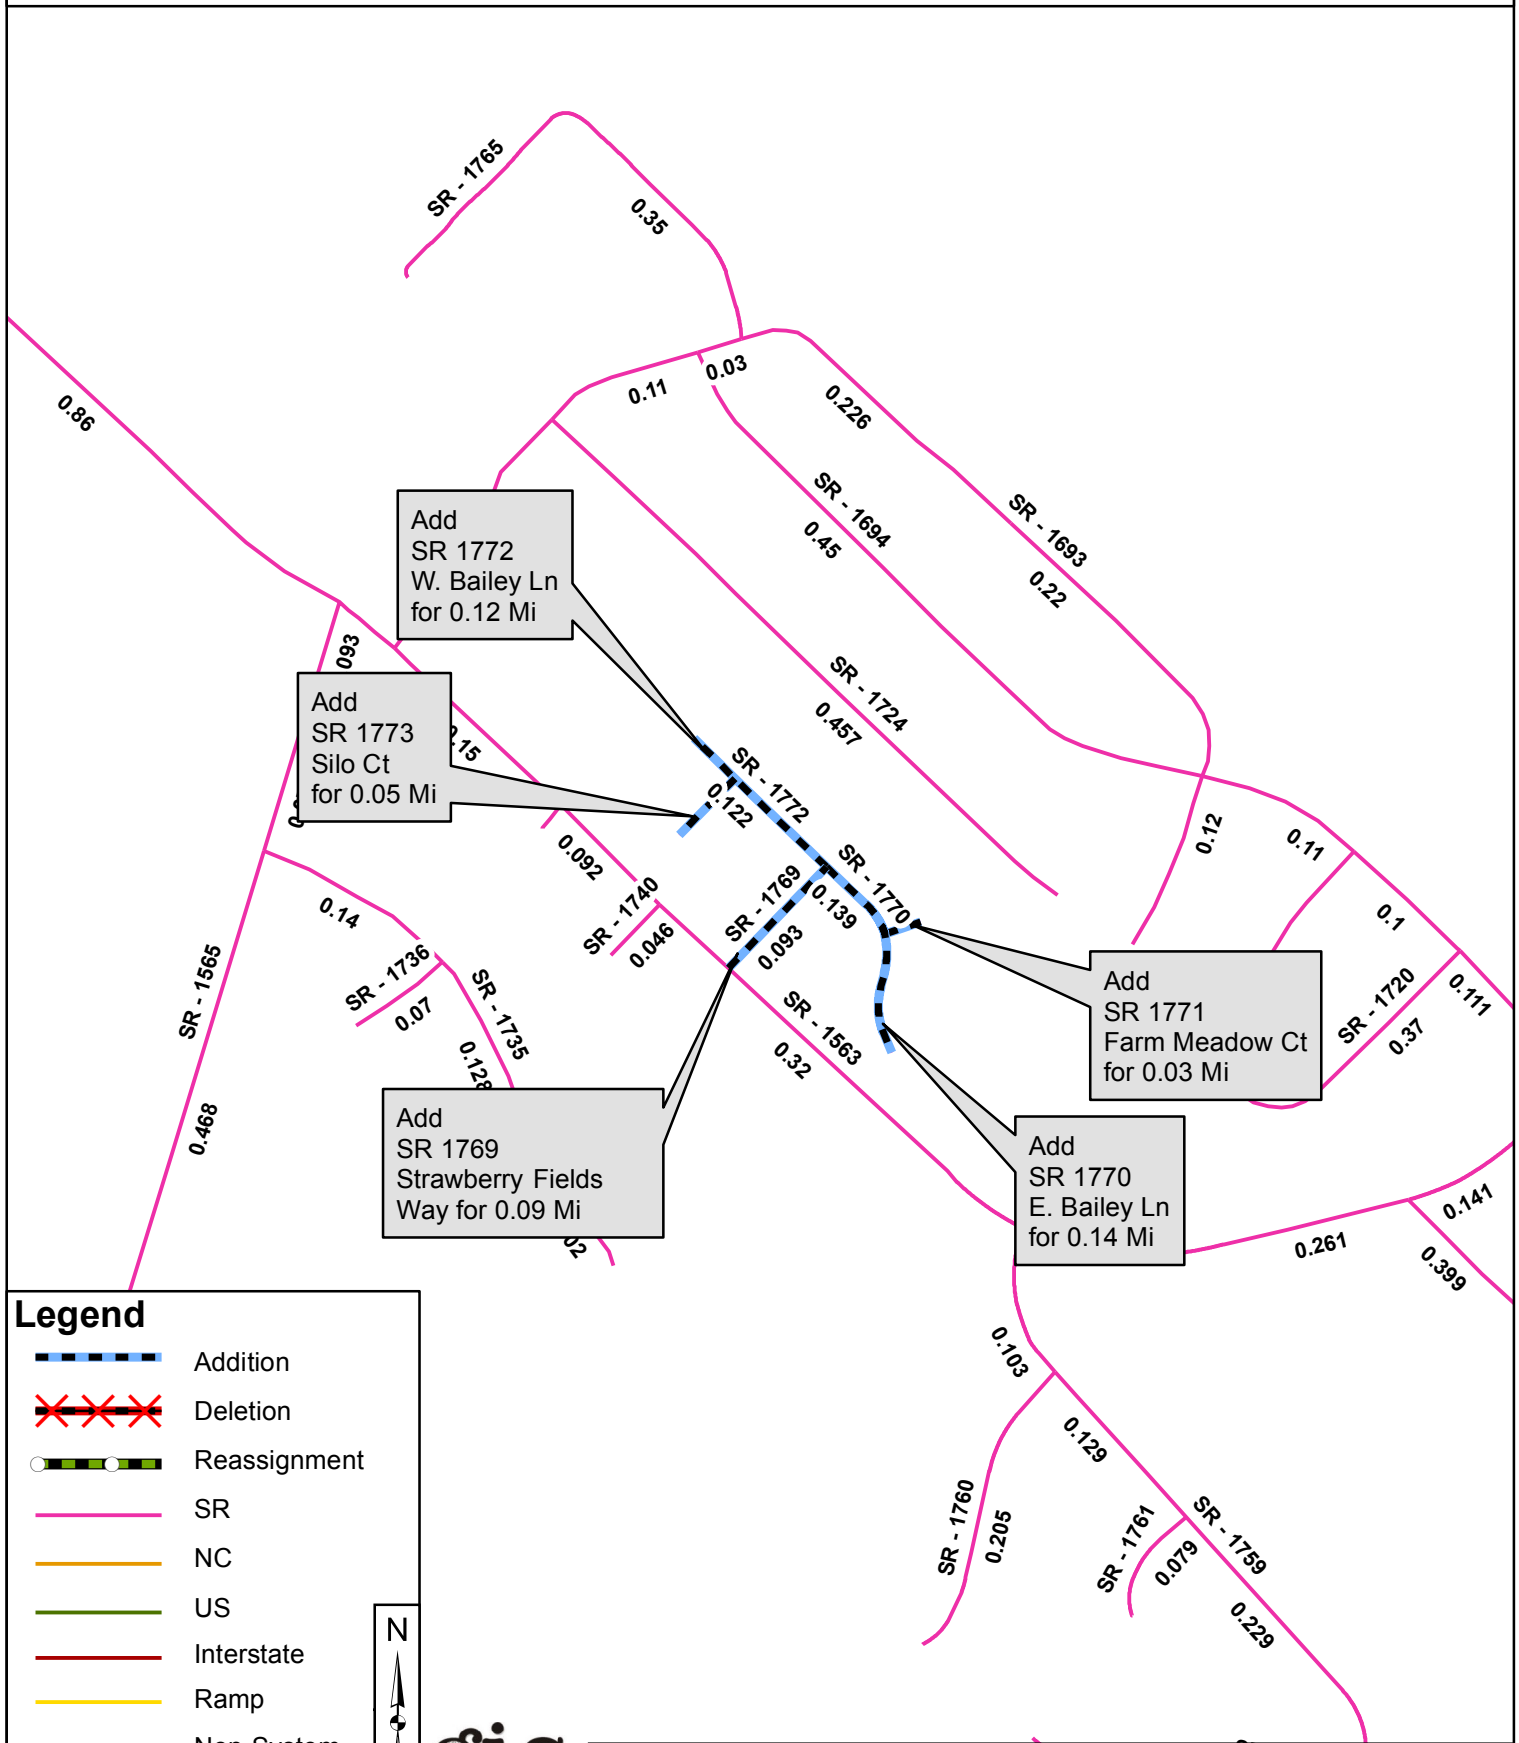 SR - 1765
0.35
0.03
0.11
0.226
0.86
SR - 1694
0.45
SR - 1693
0.22
Add
SR 1772
W. Bailey Ln
for 0.12 Mi
093
SR - 1724
0.457
Add
SR 1773
Silo Ct
for 0.05 Mi
.15
SR - 1772
0.122
0.12
0.11
0.092
SR - 1770
0.139
SR - 1769
0.093
SR - 1740
0.046
0.1
0.14
SR - 1736
0.07
SR - 1565
SR - 1735
0.128
SR - 1563
0.32
SR - 1720
0.37
0.111
Add
SR 1771
Farm Meadow Ct
for 0.03 Mi
0.468
Add
SR 1769
Strawberry Fields
Way for 0.09 Mi
02
Add
SR 1770
E. Bailey Ln
for 0.14 Mi
0.141
0.261
0.399
0.103
0.129
SR - 1760
0.205
SR - 1761
0.079
SR - 1759
0.229
Legend
Addition
Deletion
Reassignment
SR
NC
US
Interstate
Ramp
Non System
N